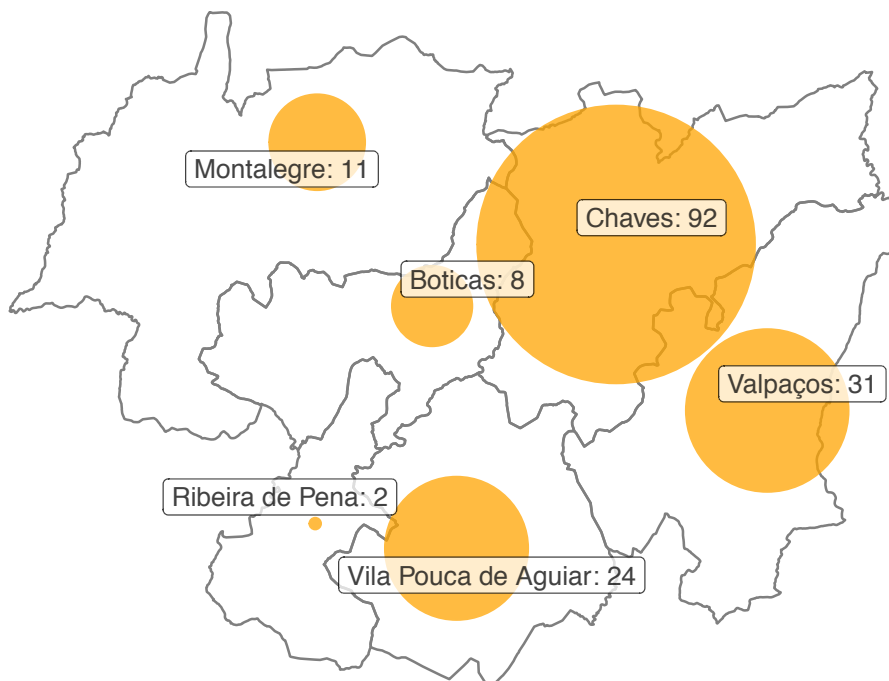 Montalegre: 11
Chaves: 92
Boticas: 8
Valpaços: 31
Ribeira de Pena: 2
Vila Pouca de Aguiar: 24